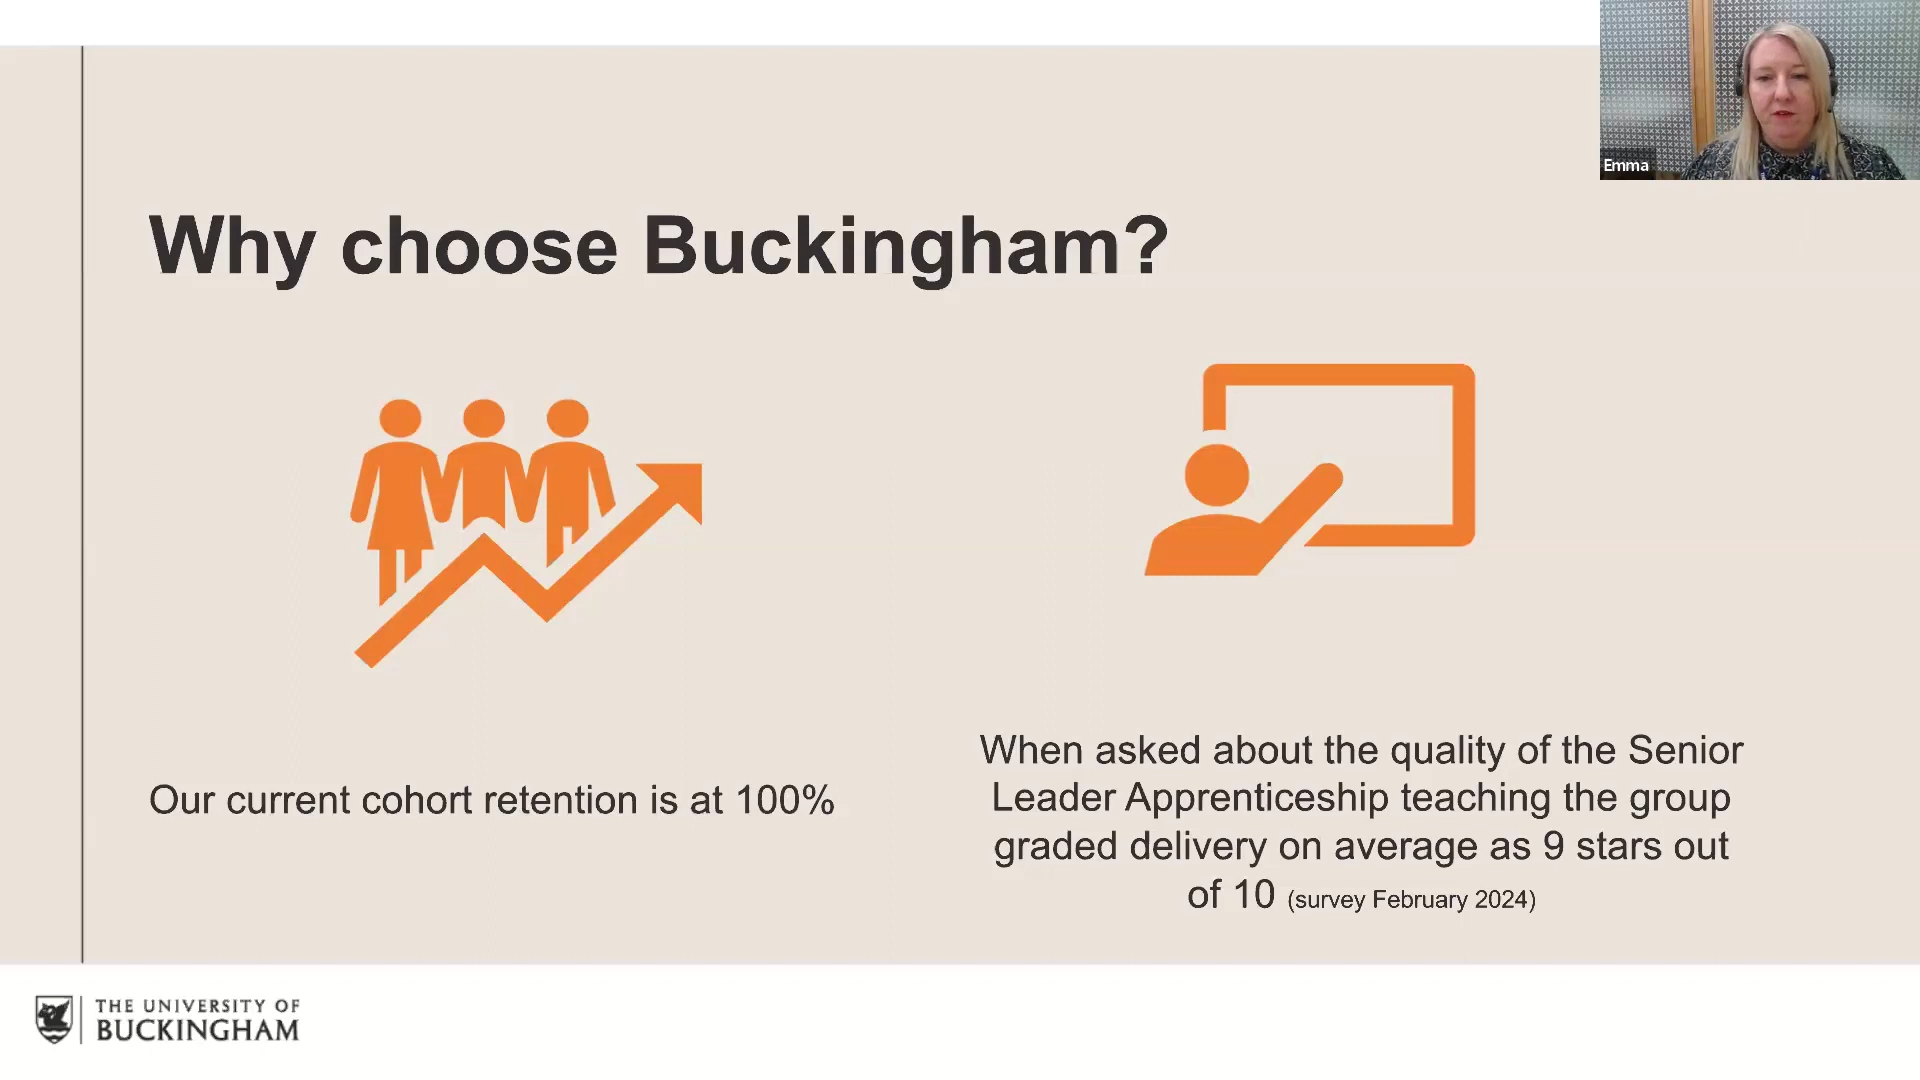 Emma
Why choose Buckingham?
Our current cohort retention is at 100%
When asked about the quality of the Senior
Leader Apprenticeship teaching the group
graded delivery on average as 9 stars out
of 10 (survey February 2024)
THE UNIVERSITY OF
BUCKINGHAM